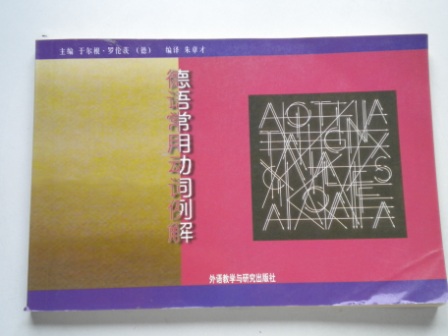 主编 于尔根·罗伦茨（德） 编译 朱章才
德语常用动词例解
外语教学与研究出版社